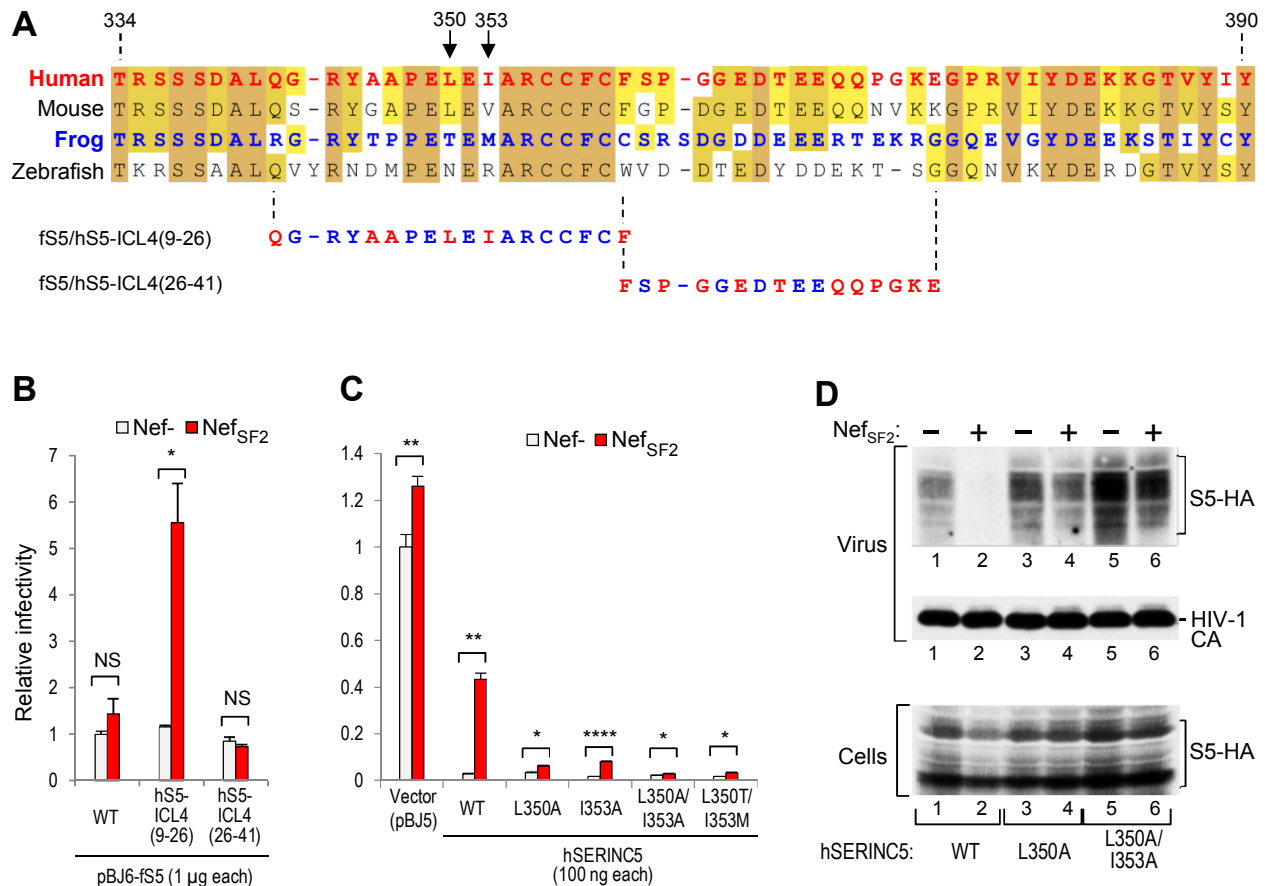 A
334 350 353 390
Human TRSSSDALQG-RYAAPELEIARCCFCFSP-GGEDTEEQQPGKEGPRVIYDEKKGTVYIY
Mouse TRSSSDALQS-RYGAPELEVARCCFCFGP-DGEDTEEQQNVKKGPRVIYDEKKGTVYSY
Frog TRSSSDALRG-RYTPPETEMARCCFCCSRSDGDDEEERTEKRGGQEVGYDEEKSTIYCY
Zebrafish TKRSSAALQVYRNDMPENERARCCFCWVD-DTEDYDDEKT-SGGQNVKYDERDGTVYSY
fS5/hS5-ICL4(9-26) QG-RYAAPELEIARCCFCF
fS5/hS5-ICL4(26-41) FSP-GGEDTEEQQPGKE
B
Nef- NefSF2
Relative infectivity
7
6
5
4
3
2
1
0
NS * NS
WT hS5-ICL4 (9-26) hS5-ICL4 (26-41)
pBJ6-fS5 (1 µg each)
C
Nef- NefSF2
1.4
1.2
1
0.8
0.6
0.4
0.2
0
** ** * **** * *
Vector (pBJ5) WT L350A I353A L350A/I353A L350T/I353M
hSERINC5
(100 ng each)
D
NefSF2: − + − + − +
Virus
S5-HA
1 2 3 4 5 6
HIV-1 CA
1 2 3 4 5 6
Cells
S5-HA
1 2 3 4 5 6
hSERINC5: WT L350A L350A/I353A